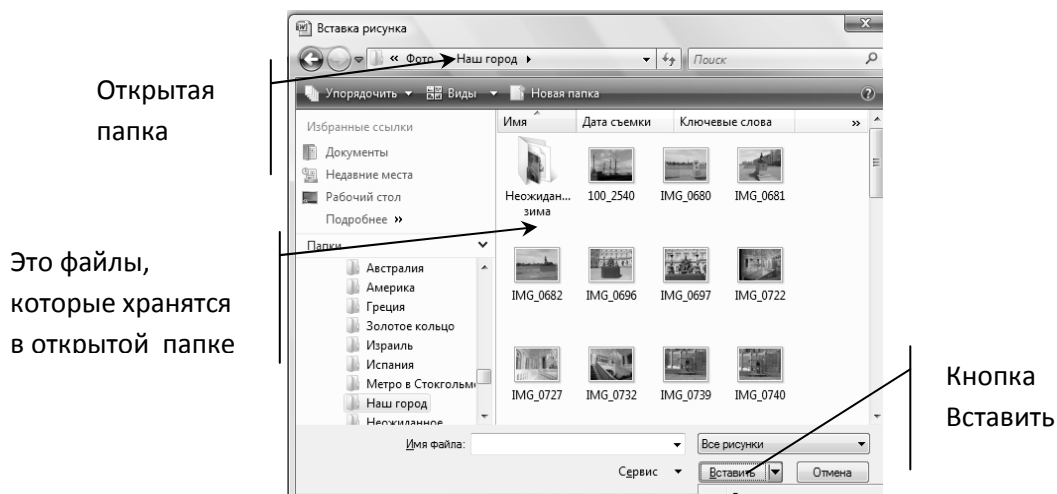 Вставка рисунка
« Фото Наш город
Поиск
Открытая
папка
Упорядочить Виды Новая папка
Избранные ссылки
Документы
Недавние места
Рабочий стол
Подробнее »
Папки
Австралия
Америка
Греция
Золотое кольцо
Израиль
Испания
Метро в Стокгольм
Наш город
Неожиданное
Имя Дата съемки Ключевые слова »
Неожидан... 100_2540 IMG_0680 IMG_0681
зима
IMG_0682 IMG_0696 IMG_0697 IMG_0722
IMG_0727 IMG_0732 IMG_0739 IMG_0740
Это файлы,
которые хранятся
в открытой папке
Имя файла:
Все рисунки
Сервис Вставить Отмена
Кнопка
Вставить